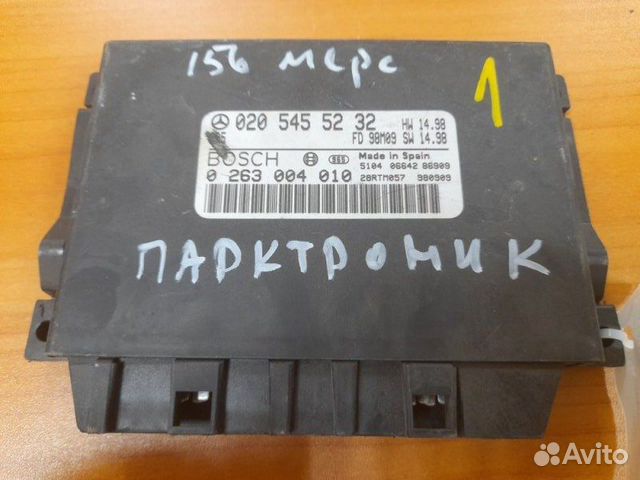 156 мерс
1
020 545 52 32 HW 14.98
FD 98M09 SW 14.98
BOSCH Made in Spain
5104 06642 86909
0 263 004 010 28RTM057 980909
ПАРКТРОНИК
Avito